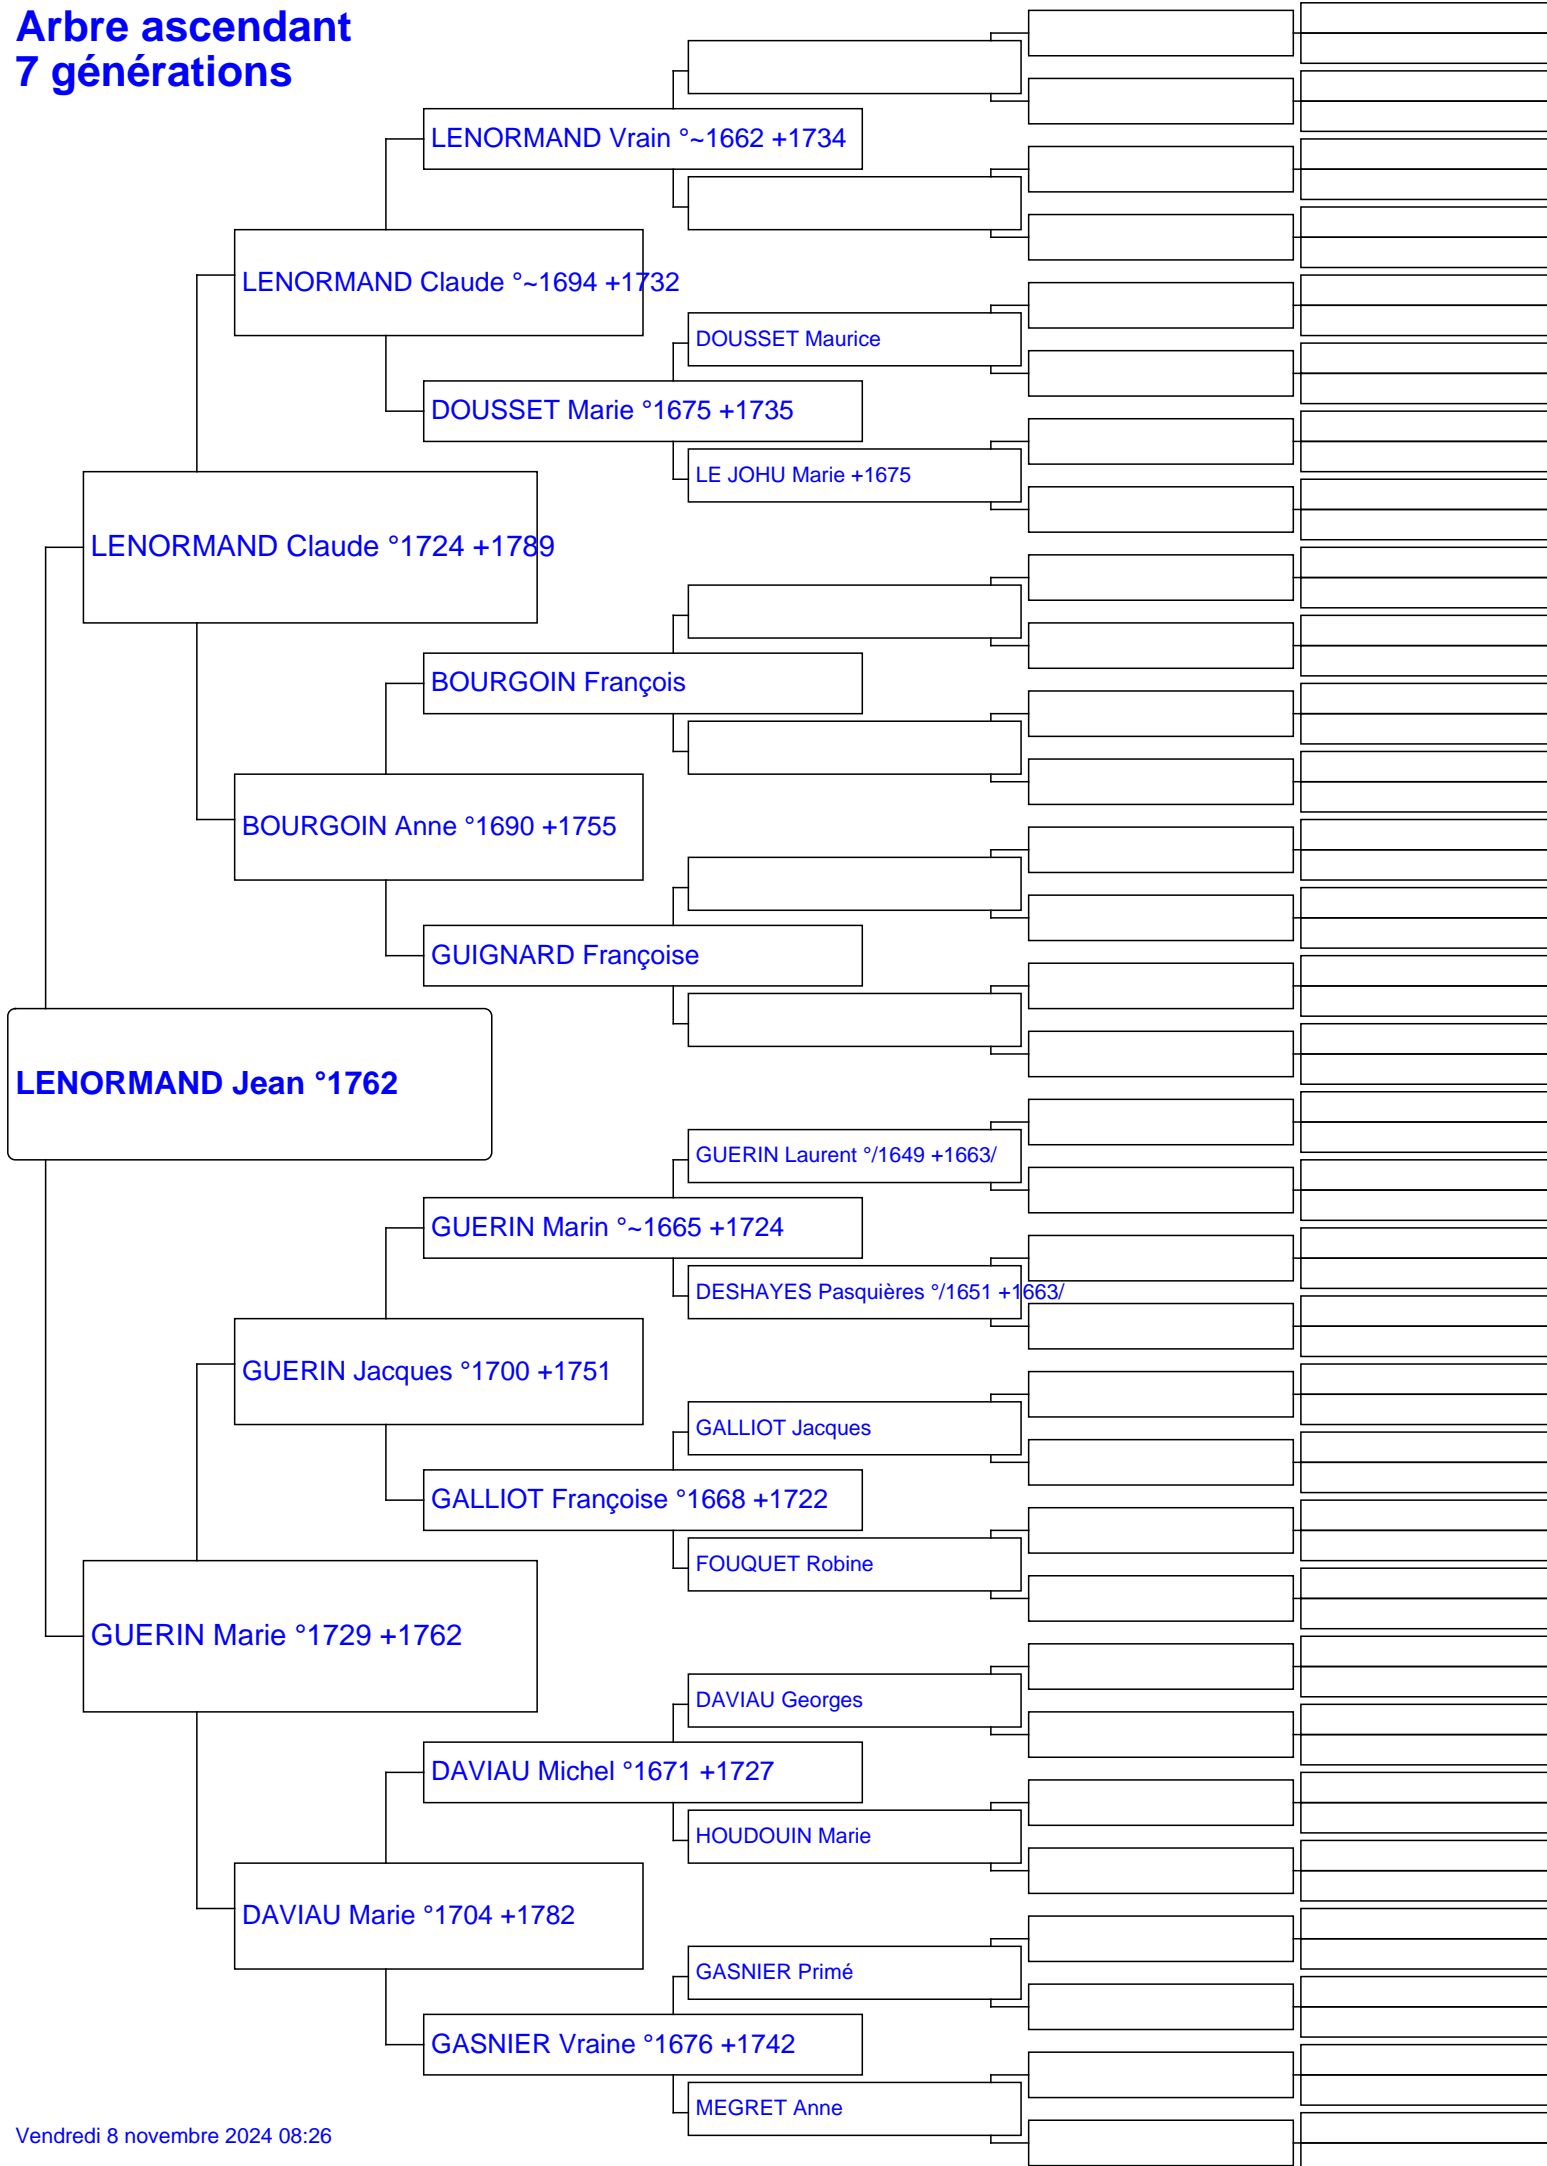 Arbre ascendant
7 générations
LENORMAND Vrain °~1662 +1734
LENORMAND Claude °~1694 +1732
DOUSSET Maurice
DOUSSET Marie °1675 +1735
LE JOHU Marie +1675
LENORMAND Claude °1724 +1789
BOURGOIN François
BOURGOIN Anne °1690 +1755
GUIGNARD Françoise
LENORMAND Jean °1762
GUERIN Laurent °/1649 +1663/
GUERIN Marin °~1665 +1724
DESHAYES Pasquières °/1651 +1663/
GUERIN Jacques °1700 +1751
GALLIOT Jacques
GALLIOT Françoise °1668 +1722
FOUQUET Robine
GUERIN Marie °1729 +1762
DAVIAU Georges
DAVIAU Michel °1671 +1727
HOUDOUIN Marie
DAVIAU Marie °1704 +1782
GASNIER Primé
GASNIER Vraine °1676 +1742
MEGRET Anne
Vendredi 8 novembre 2024 08:26